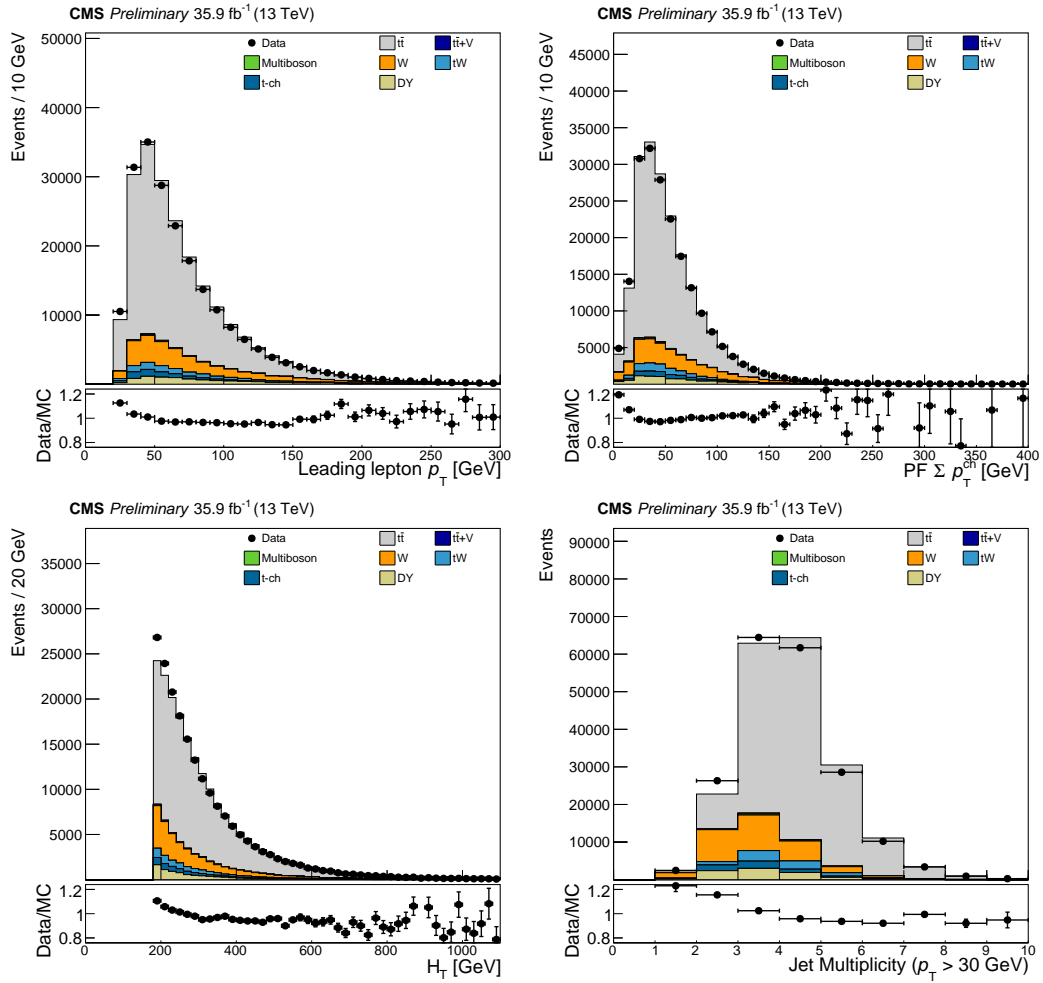 CMS Preliminary 35.9 fb-1 (13 TeV)
Events / 10 GeV
50000
40000
30000
20000
10000
Data
Multiboson
t-ch
tt̄
W
DY
tt̄+V
tW
Data/MC
1.2
1
0.8
0 50 100 150 200 250 300
Leading lepton pT [GeV]
CMS Preliminary 35.9 fb-1 (13 TeV)
Events / 10 GeV
45000
40000
35000
30000
25000
20000
15000
10000
5000
Data
Multiboson
t-ch
tt̄
W
DY
tt̄+V
tW
Data/MC
1.2
1
0.8
0 50 100 150 200 250 300 350 400
PF Σ pTch [GeV]
CMS Preliminary 35.9 fb-1 (13 TeV)
Events / 20 GeV
35000
30000
25000
20000
15000
10000
5000
Data
Multiboson
t-ch
tt̄
W
DY
tt̄+V
tW
Data/MC
1.2
1
0.8
0 200 400 600 800 1000
HT [GeV]
CMS Preliminary 35.9 fb-1 (13 TeV)
Events
90000
80000
70000
60000
50000
40000
30000
20000
10000
Data
Multiboson
t-ch
tt̄
W
DY
tt̄+V
tW
Data/MC
1.2
1
0.8
0 1 2 3 4 5 6 7 8 9 10
Jet Multiplicity (pT > 30 GeV)